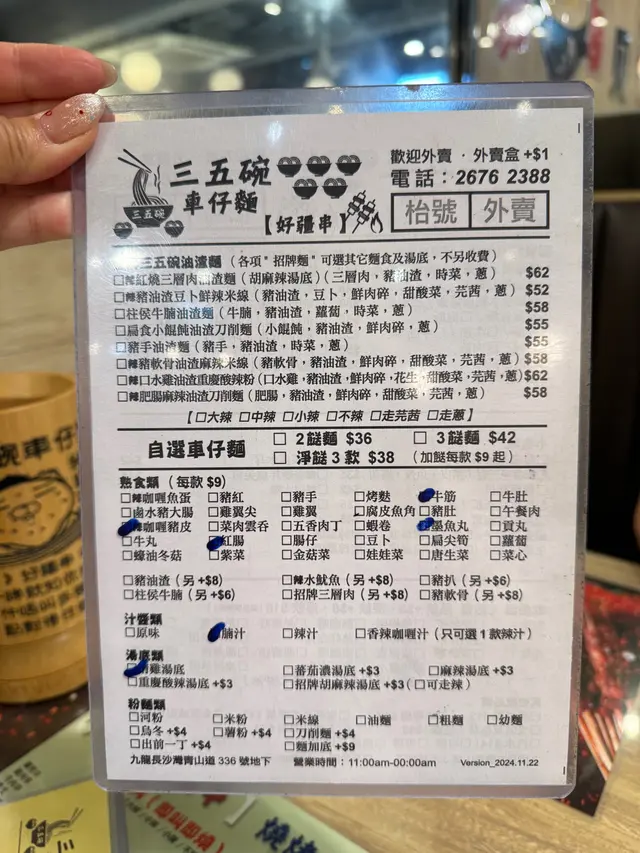 三五碗
車仔麵
【好疆串】
歡迎外賣．外賣盒+$1
電話：2676 2388
枱號 外賣
三五碗油渣麵（各項"招牌麵"可選其它麵食及湯底，不另收費）
□辣紅燒三層肉油渣麵（胡麻辣湯底）（三層肉，豬油渣，時菜，蔥） $62
□辣豬油渣豆卜鮮辣米線（豬油渣，豆卜，鮮肉碎，甜酸菜，芫茜，蔥） $52
□柱侯牛腩油渣麵（牛腩，豬油渣，蘿蔔，時菜，蔥） $58
□扁食小餛飩油渣刀削麵（小餛飩，豬油渣，鮮肉碎，蔥） $55
□豬手油渣麵（豬手，豬油渣，時菜，蔥） $55
□辣豬軟骨油渣麻辣米線（豬軟骨，豬油渣，鮮肉碎，甜酸菜，芫茜，蔥） $58
□辣口水雞油渣重慶酸辣粉（口水雞，豬油渣，鮮肉碎，花生，甜酸菜，芫茜，蔥） $62
□辣肥腸麻辣油渣刀削麵（肥腸，豬油渣，鮮肉碎，甜酸菜，芫茜，蔥） $58
【□大辣 □中辣 □小辣 □不辣 □走芫茜 □走蔥】
自選車仔麵
□ 2餸麵 $36 □ 3餸麵 $42
□ 淨餸3款 $38 （加餸每款 $9 起）
熟食類（每款 $9）
□辣咖喱魚蛋 □豬紅 □豬手 □烤麩 牛筋 □牛肚
□鹵水豬大腸 □雞翼尖 □雞翼 □腐皮魚角 □豬肚 □午餐肉
咖喱豬皮 □菜肉雲吞 □五香肉丁 □蝦卷 墨魚丸 □貢丸
□牛丸 紅腸 □腸仔 □豆卜 □扁尖筍 □蘿蔔
□蠔油冬菇 □紫菜 □金菇菜 □娃娃菜 □唐生菜 □菜心
□豬油渣（另+$8） □辣水魷魚（另+$8） □豬扒（另+$6）
□柱侯牛腩（另+$6） □招牌三層肉（另+$8） □豬軟骨（另+$8）
汁醬類
□原味 腩汁 □辣汁 □香辣咖喱汁（只可選1款辣汁）
湯底類
雞湯底 □蕃茄濃湯底+$3 □麻辣湯底+$3
□重慶酸辣湯底+$3 □招牌胡麻辣湯底+$3（□可走辣）
粉麵類
□河粉 □米粉 □米線 □油麵 □粗麵 □幼麵
□烏冬+$4 □薯粉+$4 □刀削麵+$4
□出前一丁+$4 □麵加底+$9
九龍長沙灣青山道336號地下 營業時間：11:00am-00:00am Version_2024.11.22